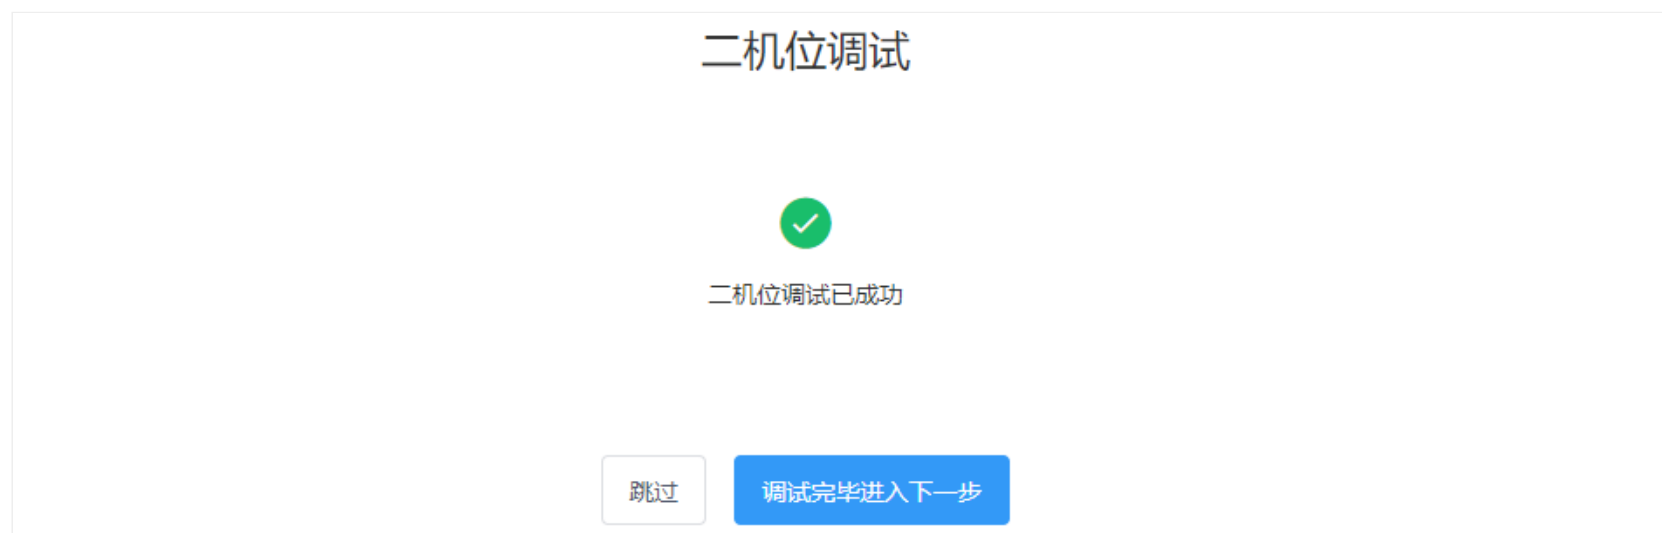 二机位调试
二机位调试已成功
跳过
调试完毕进入下一步